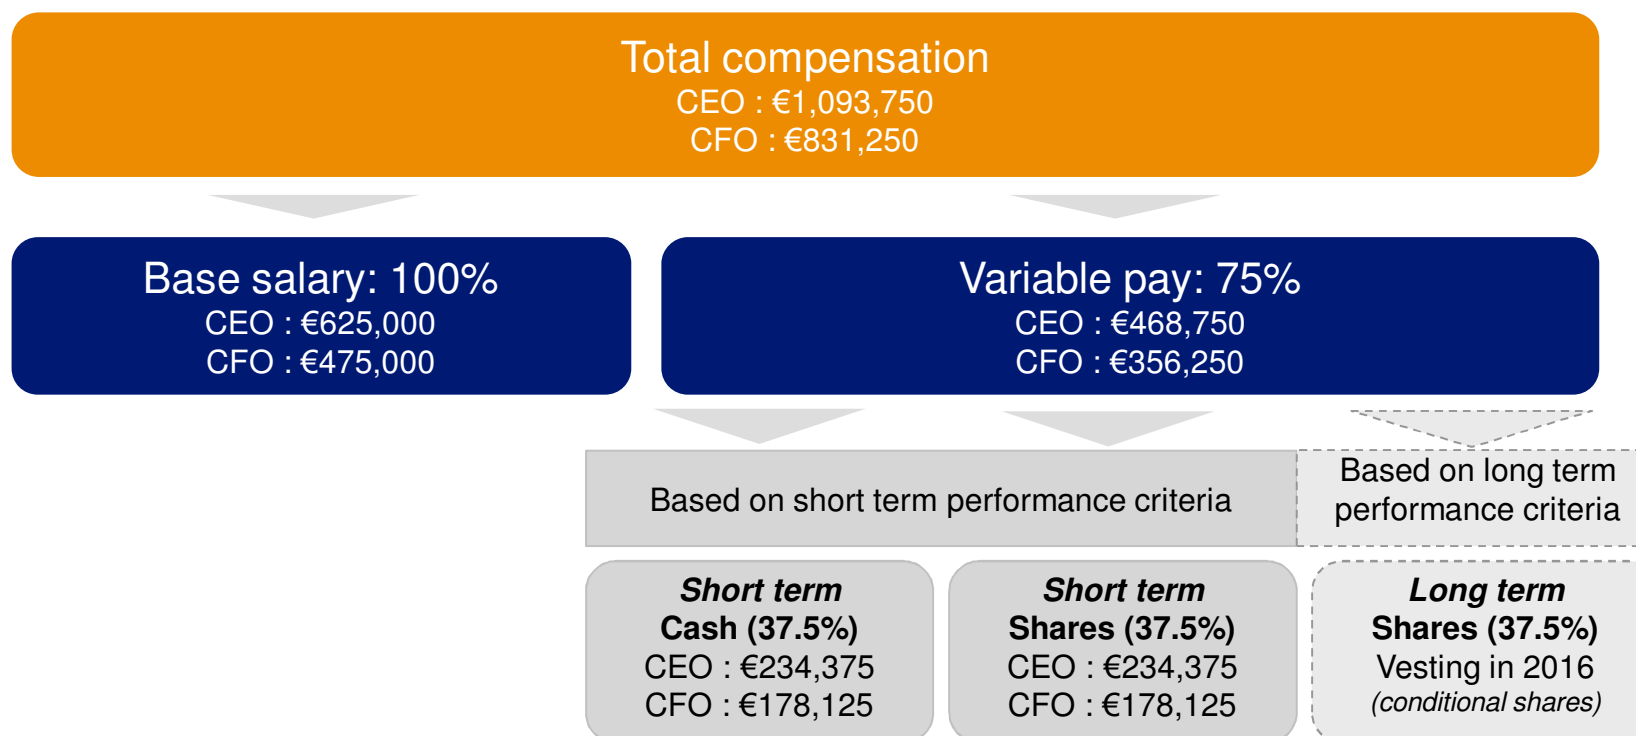 Total compensation
CEO : €1,093,750
CFO : €831,250
Base salary: 100%
CEO : €625,000
CFO : €475,000
Variable pay: 75%
CEO : €468,750
CFO : €356,250
Based on short term performance criteria
Based on long term
performance criteria
Short term
Cash (37.5%)
CEO : €234,375
CFO : €178,125
Short term
Shares (37.5%)
CEO : €234,375
CFO : €178,125
Long term
Shares (37.5%)
Vesting in 2016
(conditional shares)